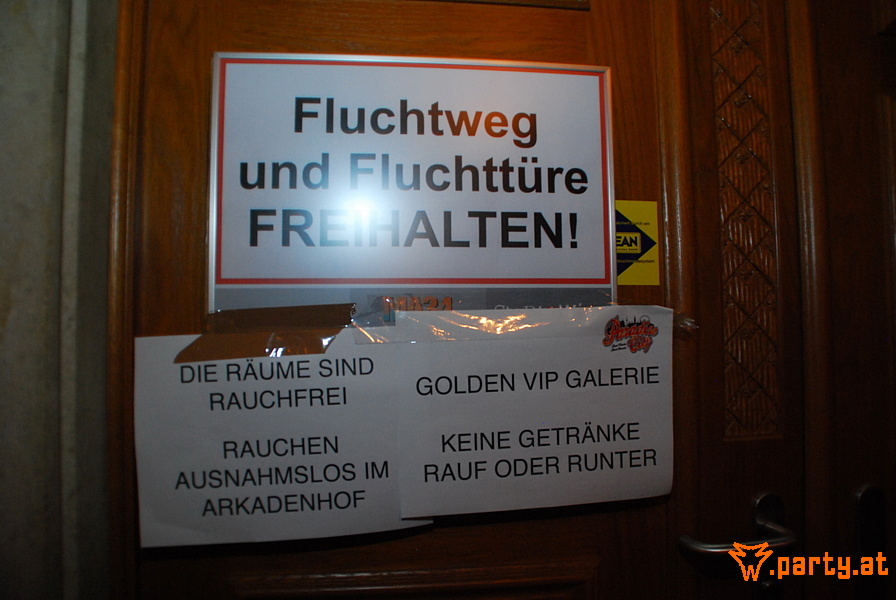 Fluchtweg
und Fluchttüre
FREIHALTEN!
EAN
DIE RÄUME SIND
RAUCHFREI
RAUCHEN
AUSNAHMSLOS IM
ARKADENHOF
GOLDEN VIP GALERIE
KEINE GETRÄNKE
RAUF ODER RUNTER
.party.at